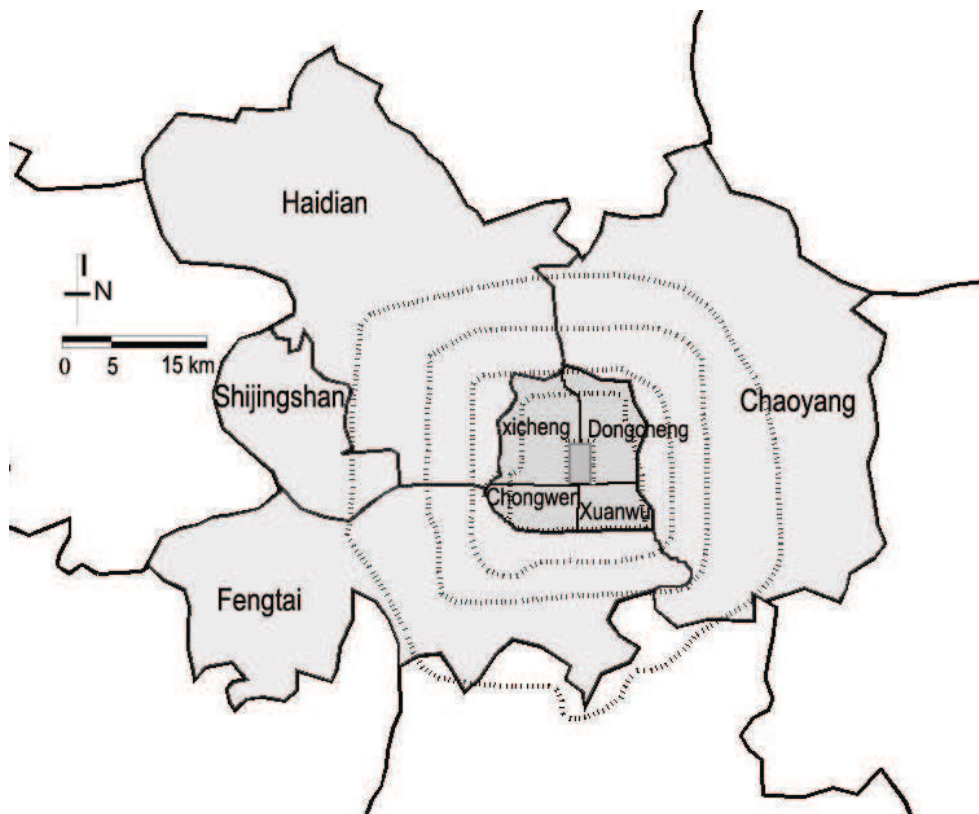 Haidian
N
0 5 15 km
Shijingshan
Chaoyang
xicheng
Dongcheng
Chongwen
Xuanwu
Fengtai